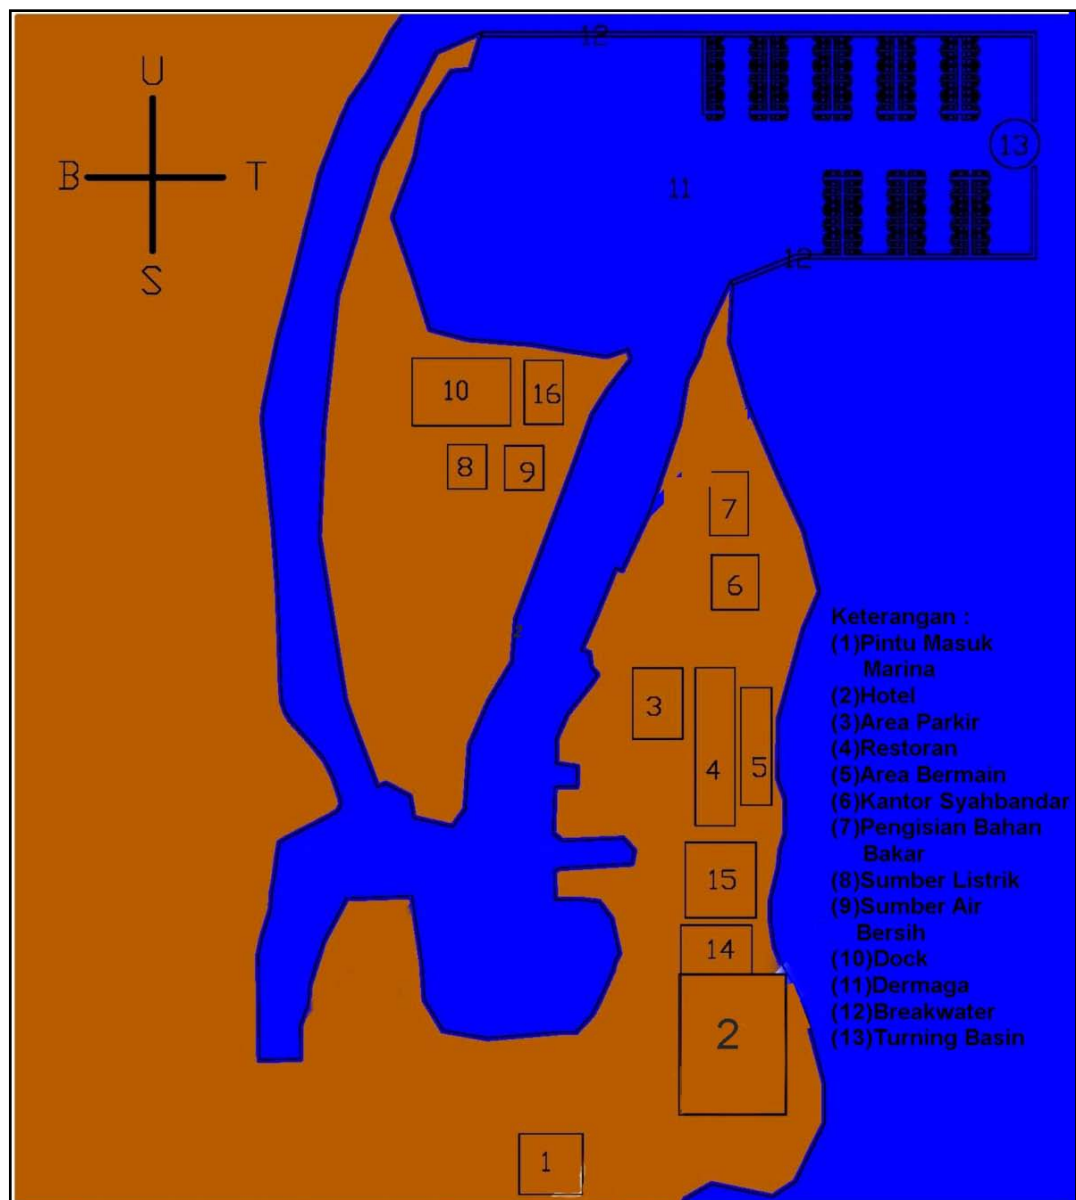 12
U
13
B
T
11
12
S
10
16
8
9
7
6
2
Keterangan :
(1)Pintu Masuk
Marina
(2)Hotel
(3)Area Parkir
(4)Restoran
(5)Area Bermain
(6)Kantor Syahbandar
(7)Pengisian Bahan
Bakar
(8)Sumber Listrik
(9)Sumber Air
Bersih
(10)Dock
(11)Dermaga
(12)Breakwater
(13)Turning Basin
3
4
5
15
14
2
1